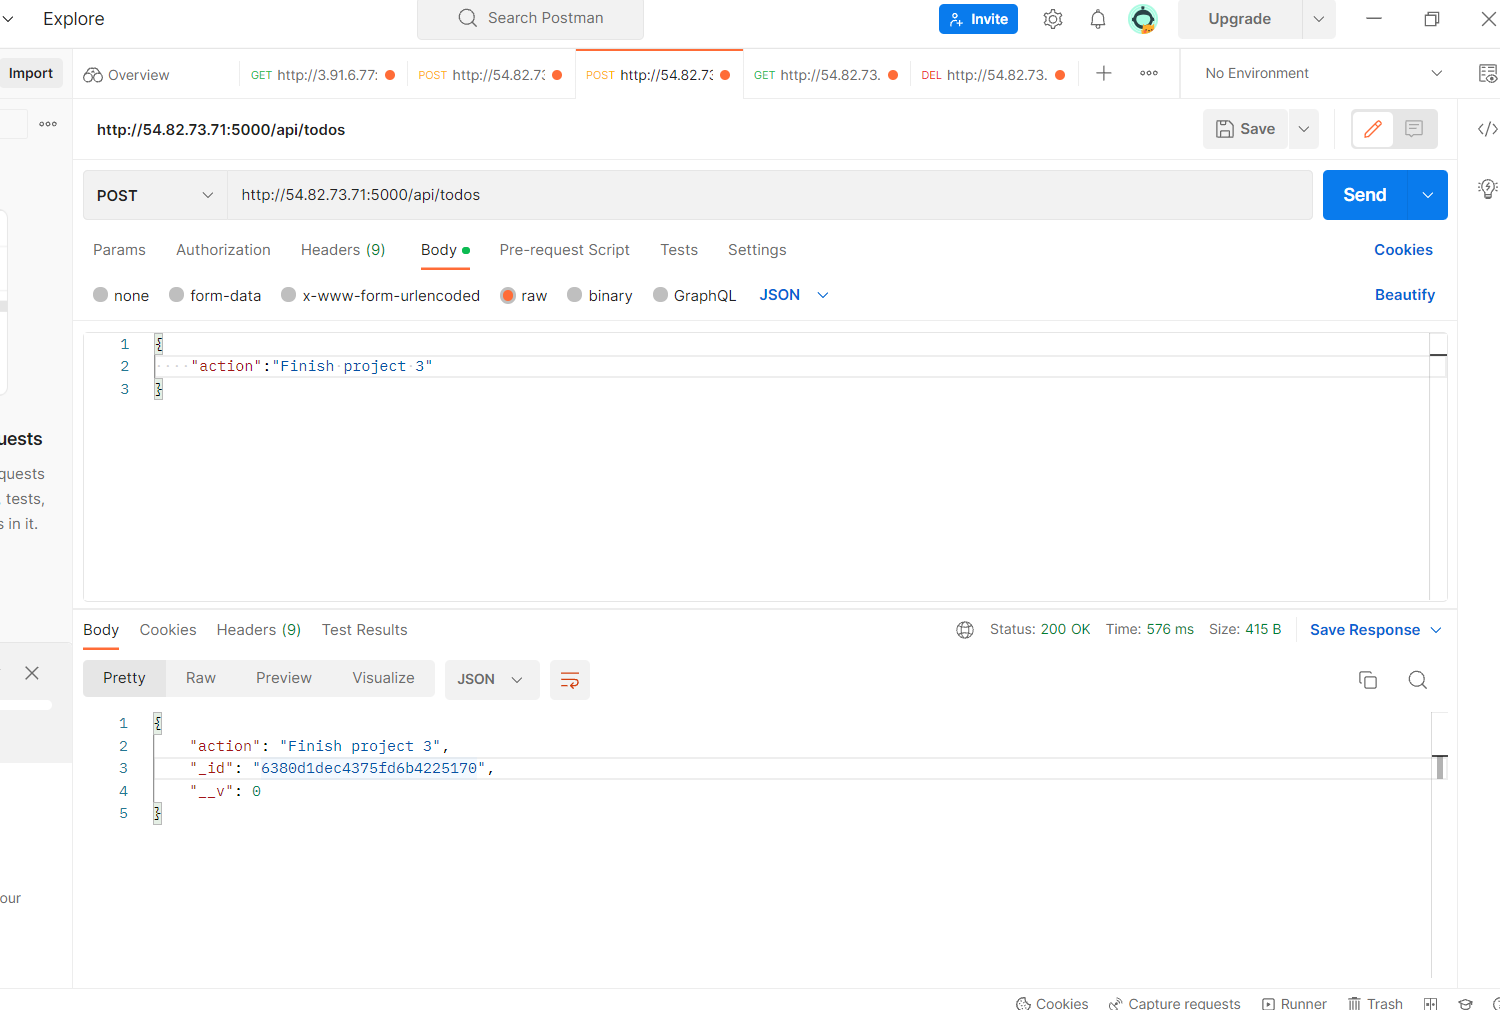 Explore
Search Postman
Invite
Upgrade
Import
Overview
GET http://3.91.6.77:
POST http://54.82.73
POST http://54.82.73
GET http://54.82.73.
DEL http://54.82.73.
No Environment
http://54.82.73.71:5000/api/todos
Save
POST
http://54.82.73.71:5000/api/todos
Send
Params Authorization Headers (9) Body Pre-request Script Tests Settings Cookies
none form-data x-www-form-urlencoded raw binary GraphQL JSON Beautify
1 {
2 "action":"Finish project 3"
3 }
uests
quests
tests,
s in it.
Body Cookies Headers (9) Test Results Status: 200 OK Time: 576 ms Size: 415 B Save Response
Pretty Raw Preview Visualize JSON
1 {
2 "action": "Finish project 3",
3 "_id": "6380d1dec4375fd6b4225170",
4 "__v": 0
5 }
our
Cookies Capture requests Runner Trash